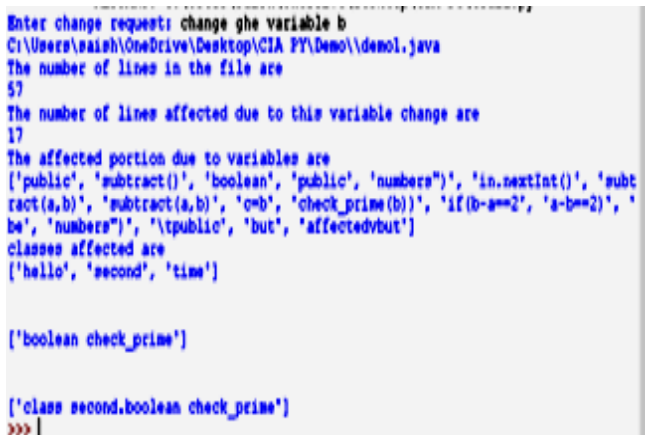 Enter change request: change ghe variable b
C:\Users\saish\OneDrive\Desktop\CIA PY\Demo\\demo1.java
The number of lines in the file are
57
The number of lines affected due to this variable change are
17
The affected portion due to variables are
['public', 'subtract()', 'boolean', 'public', 'numbers")', 'in.nextInt()', 'subt
ract(a,b)', 'subtract(a,b)', 'c=b', 'check_prime(b))', 'if(b-a==2', 'a-b==2)', '
be', 'numbers")', '\tpublic', 'but', 'affectedvbut']
classes affected are
['hello', 'second', 'time']
['boolean check_prime']
['class second.boolean check_prime']
>>>